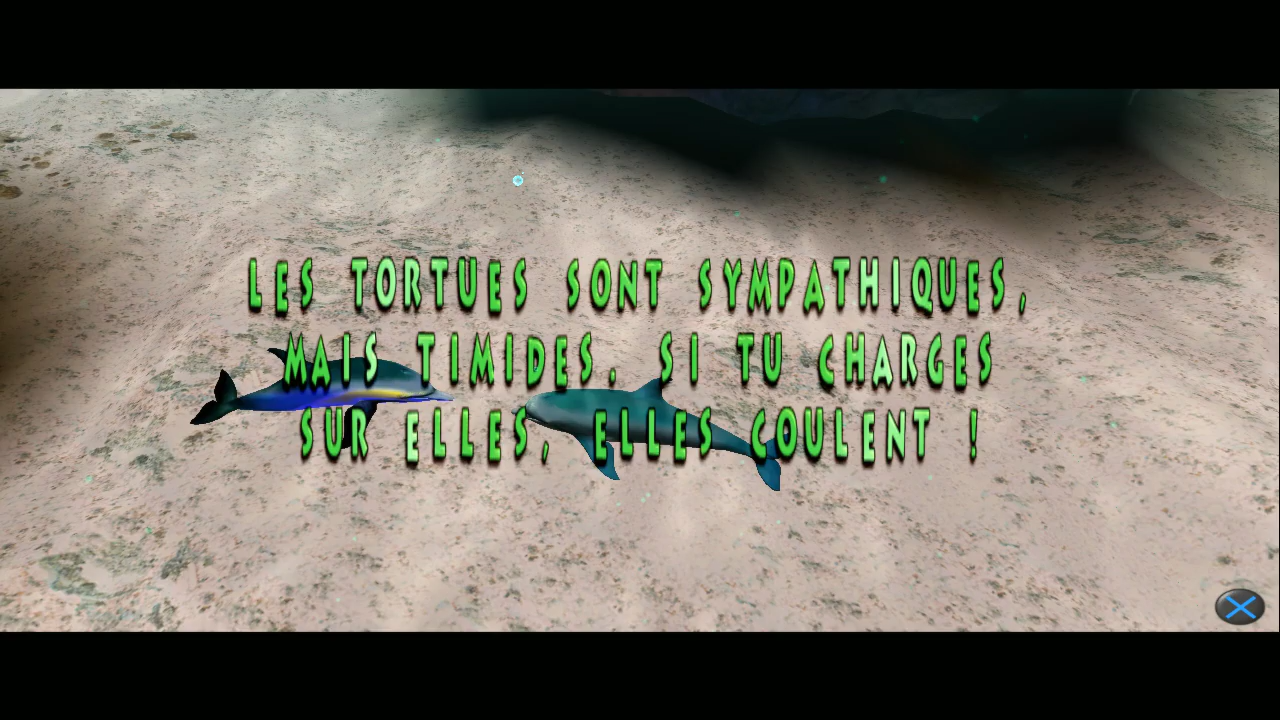 LES TORTUES SONT SYMPATHIQUES,
MAIS TIMIDES. SI TU CHARGES
SUR ELLES, ELLES COULENT !